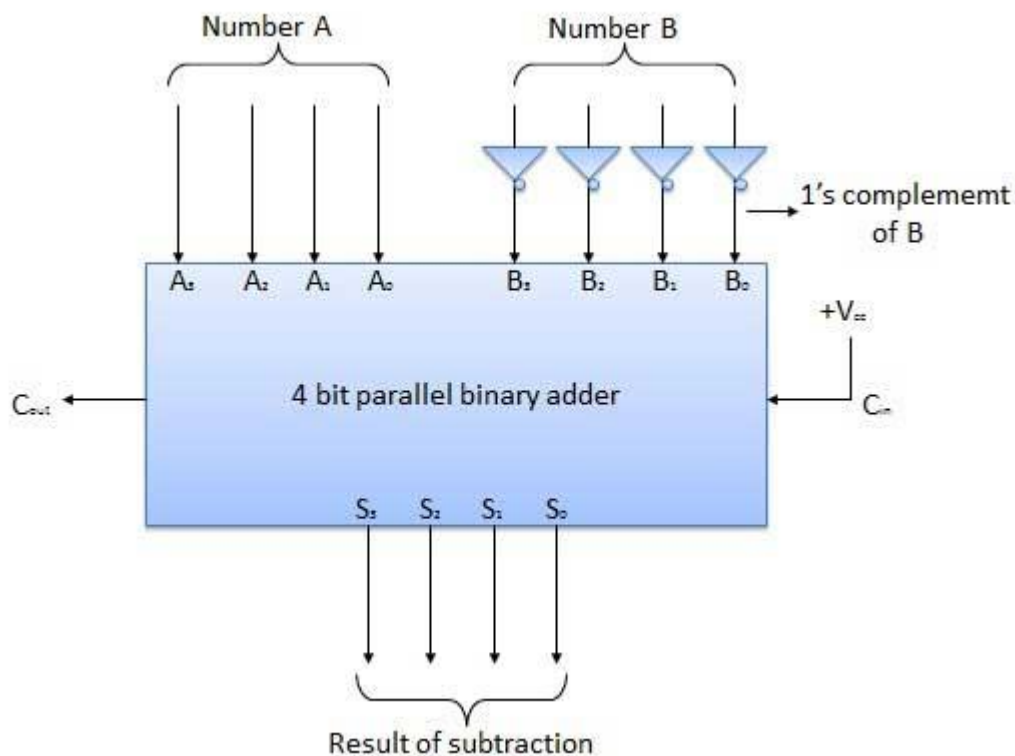 Number A
Number B
1's complememt
of B
A₃ A₂ A₁ A₀ B₃ B₂ B₁ B₀
+Vcc
4 bit parallel binary adder
Cout
Cin
S₃ S₂ S₁ S₀
Result of subtraction